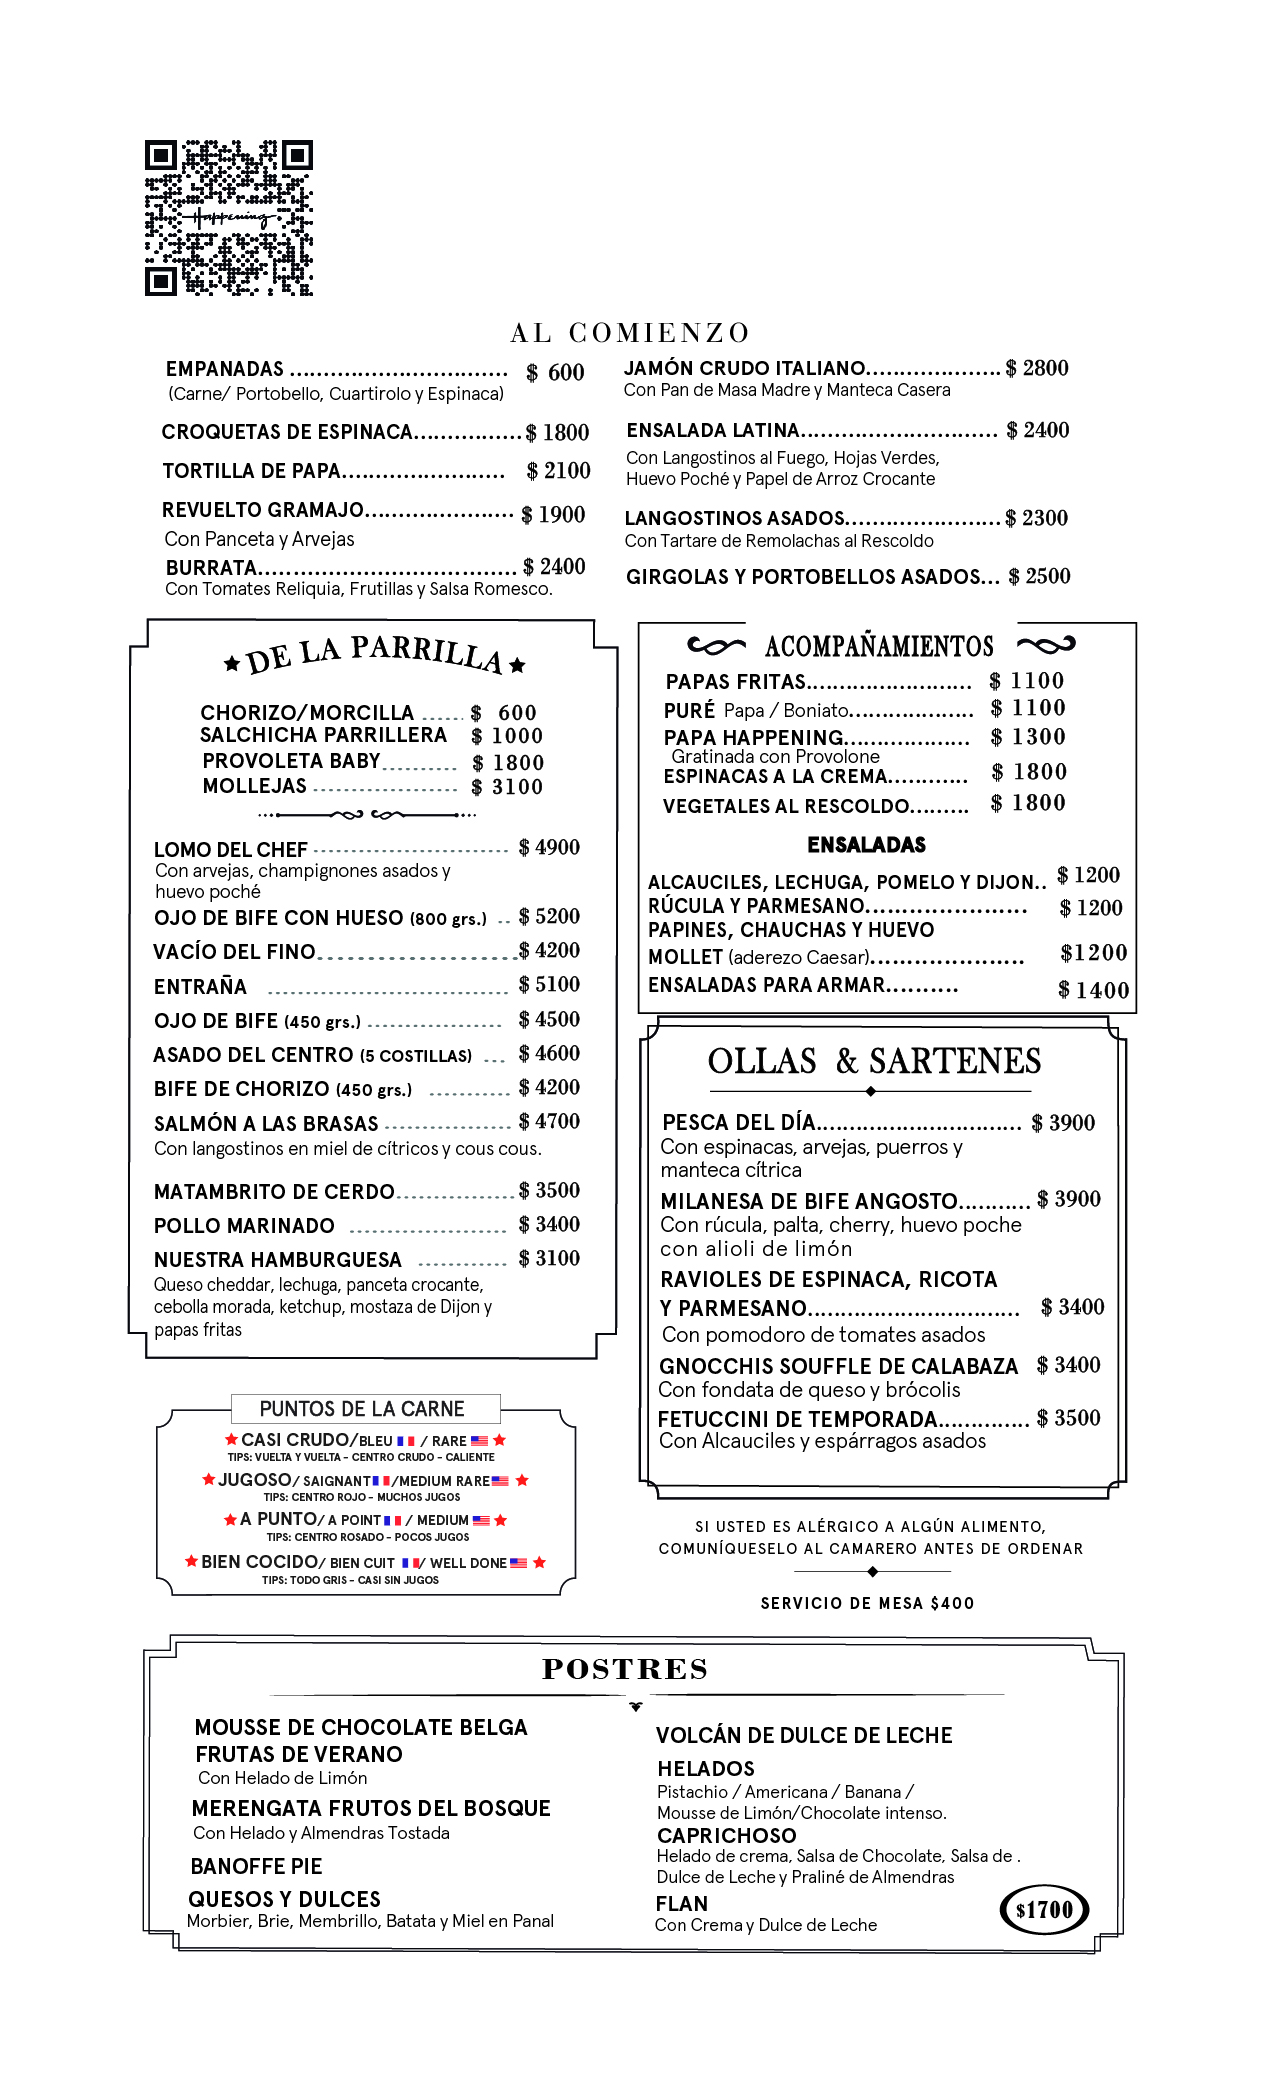 Happening
AL COMIENZO
EMPANADAS ................................ $ 600
(Carne/ Portobello, Cuartirolo y Espinaca)
CROQUETAS DE ESPINACA................ $ 1800
TORTILLA DE PAPA........................ $ 2100
REVUELTO GRAMAJO...................... $ 1900
Con Panceta y Arvejas
BURRATA...................................... $ 2400
Con Tomates Reliquia, Frutillas y Salsa Romesco.
JAMÓN CRUDO ITALIANO.................... $ 2800
Con Pan de Masa Madre y Manteca Casera
ENSALADA LATINA............................. $ 2400
Con Langostinos al Fuego, Hojas Verdes,
Huevo Poché y Papel de Arroz Crocante
LANGOSTINOS ASADOS....................... $ 2300
Con Tartare de Remolachas al Rescoldo
GIRGOLAS Y PORTOBELLOS ASADOS... $ 2500
DE LA PARRILLA
CHORIZO/MORCILLA ...... $ 600
SALCHICHA PARRILLERA $ 1000
PROVOLETA BABY........... $ 1800
MOLLEJAS ..................... $ 3100
LOMO DEL CHEF ............................. $ 4900
Con arvejas, champignones asados y
huevo poché
OJO DE BIFE CON HUESO (800 grs.) .. $ 5200
VACÍO DEL FINO......................... $ 4200
ENTRAÑA ................................... $ 5100
OJO DE BIFE (450 grs.) .................... $ 4500
ASADO DEL CENTRO (5 COSTILLAS) ... $ 4600
BIFE DE CHORIZO (450 grs.) ............ $ 4200
SALMÓN A LAS BRASAS ................... $ 4700
Con langostinos en miel de cítricos y cous cous.
MATAMBRITO DE CERDO.................. $ 3500
POLLO MARINADO ....................... $ 3400
NUESTRA HAMBURGUESA ............. $ 3100
Queso cheddar, lechuga, panceta crocante,
cebolla morada, ketchup, mostaza de Dijon y
papas fritas
ACOMPAÑAMIENTOS
PAPAS FRITAS......................... $ 1100
PURÉ Papa / Boniato................... $ 1100
PAPA HAPPENING................... $ 1300
Gratinada con Provolone
ESPINACAS A LA CREMA............ $ 1800
VEGETALES AL RESCOLDO......... $ 1800
ENSALADAS
ALCAUCILES, LECHUGA, POMELO Y DIJON.. $ 1200
RÚCULA Y PARMESANO....................... $ 1200
PAPINES, CHAUCHAS Y HUEVO
MOLLET (aderezo Caesar)..................... $1200
ENSALADAS PARA ARMAR.......... $ 1400
OLLAS & SARTENES
PESCA DEL DÍA.............................. $ 3900
Con espinacas, arvejas, puerros y
manteca cítrica
MILANESA DE BIFE ANGOSTO.......... $ 3900
Con rúcula, palta, cherry, huevo poche
con alioli de limón
RAVIOLES DE ESPINACA, RICOTA
Y PARMESANO............................... $ 3400
Con pomodoro de tomates asados
GNOCCHIS SOUFFLE DE CALABAZA $ 3400
Con fondata de queso y brócolis
FETUCCINI DE TEMPORADA............. $ 3500
Con Alcauciles y espárragos asados
PUNTOS DE LA CARNE
CASI CRUDO/BLEU / RARE
TIPS: VUELTA Y VUELTA - CENTRO CRUDO - CALIENTE
JUGOSO/ SAIGNANT /MEDIUM RARE
TIPS: CENTRO ROJO - MUCHOS JUGOS
A PUNTO/ A POINT / MEDIUM
TIPS: CENTRO ROSADO - POCOS JUGOS
BIEN COCIDO/ BIEN CUIT / WELL DONE
TIPS: TODO GRIS - CASI SIN JUGOS
SI USTED ES ALÉRGICO A ALGÚN ALIMENTO,
COMUNÍQUESELO AL CAMARERO ANTES DE ORDENAR
SERVICIO DE MESA $400
POSTRES
MOUSSE DE CHOCOLATE BELGA
FRUTAS DE VERANO
Con Helado de Limón
MERENGATA FRUTOS DEL BOSQUE
Con Helado y Almendras Tostada
BANOFFE PIE
QUESOS Y DULCES
Morbier, Brie, Membrillo, Batata y Miel en Panal
VOLCÁN DE DULCE DE LECHE
HELADOS
Pistachio / Americana / Banana /
Mousse de Limón/Chocolate intenso.
CAPRICHOSO
Helado de crema, Salsa de Chocolate, Salsa de .
Dulce de Leche y Praliné de Almendras
FLAN
Con Crema y Dulce de Leche
$1700